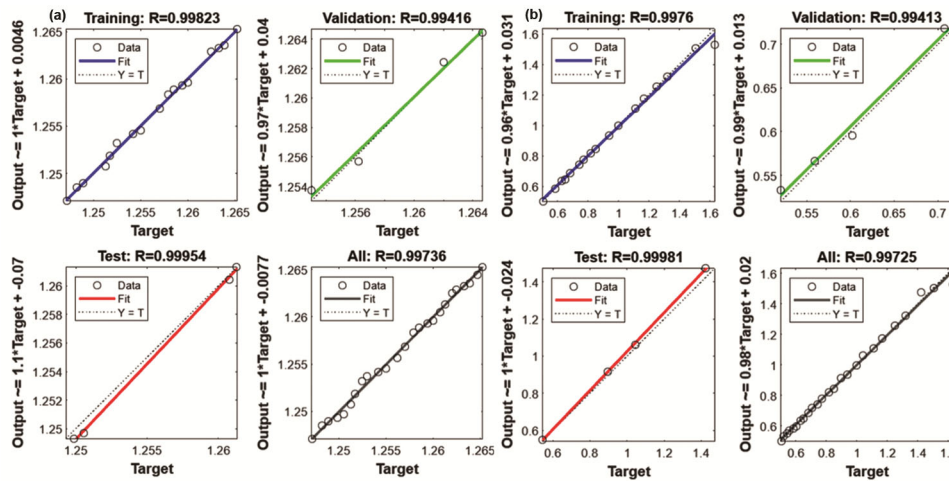 (a) Training: R=0.99823
Output ~= 1*Target + 0.0046
1.265
1.26
1.255
1.25
Data
Fit
Y = T
1.25 1.255 1.26 1.265
Target
Validation: R=0.99416
Output ~= 0.97*Target + 0.04
1.264
1.262
1.26
1.258
1.256
1.254
Data
Fit
Y = T
1.256 1.26 1.264
Target
(b) Training: R=0.9976
Output ~= 0.96*Target + 0.031
1.6
1.4
1.2
1
0.8
0.6
Data
Fit
Y = T
0.6 0.8 1 1.2 1.4 1.6
Target
Validation: R=0.99413
Output ~= 0.99*Target + 0.013
0.7
0.65
0.6
0.55
Data
Fit
Y = T
0.55 0.6 0.65 0.7
Target
Test: R=0.99954
Output ~= 1.1*Target + -0.07
1.26
1.255
1.25
Data
Fit
Y = T
1.25 1.255 1.26
Target
All: R=0.99736
Output ~= 1*Target + -0.0077
1.265
1.26
1.255
1.25
Data
Fit
Y = T
1.25 1.255 1.26 1.265
Target
Test: R=0.99981
Output ~= 1*Target + -0.024
1.4
1.2
1
0.8
0.6
Data
Fit
Y = T
0.6 0.8 1 1.2 1.4
Target
All: R=0.99725
Output ~= 0.98*Target + 0.02
1.6
1.4
1.2
1
0.8
0.6
0.5
Data
Fit
Y = T
0.6 0.8 1 1.2 1.4
Target